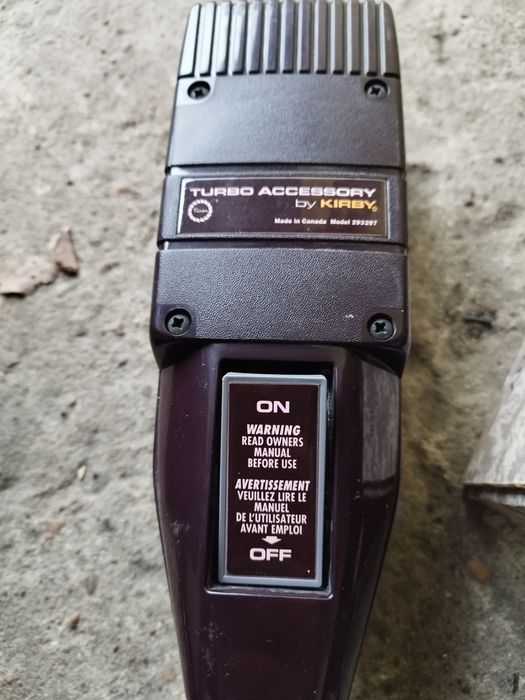 TURBO ACCESSORY
by KIRBY®
Made in Canada Model 293297
ON
WARNING
READ OWNERS
MANUAL
BEFORE USE
AVERTISSEMENT
VEUILLEZ LIRE LE
MANUEL
DE L'UTILISATEUR
AVANT EMPLOI
OFF